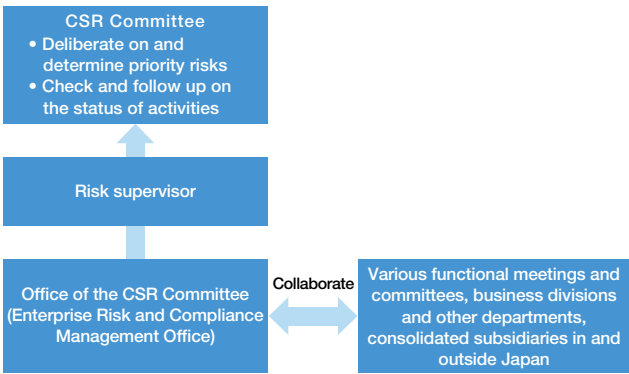 CSR Committee
• Deliberate on and
determine priority risks
• Check and follow up on
the status of activities
Risk supervisor
Office of the CSR Committee
(Enterprise Risk and Compliance
Management Office)
Collaborate
Various functional meetings and
committees, business divisions
and other departments,
consolidated subsidiaries in and
outside Japan